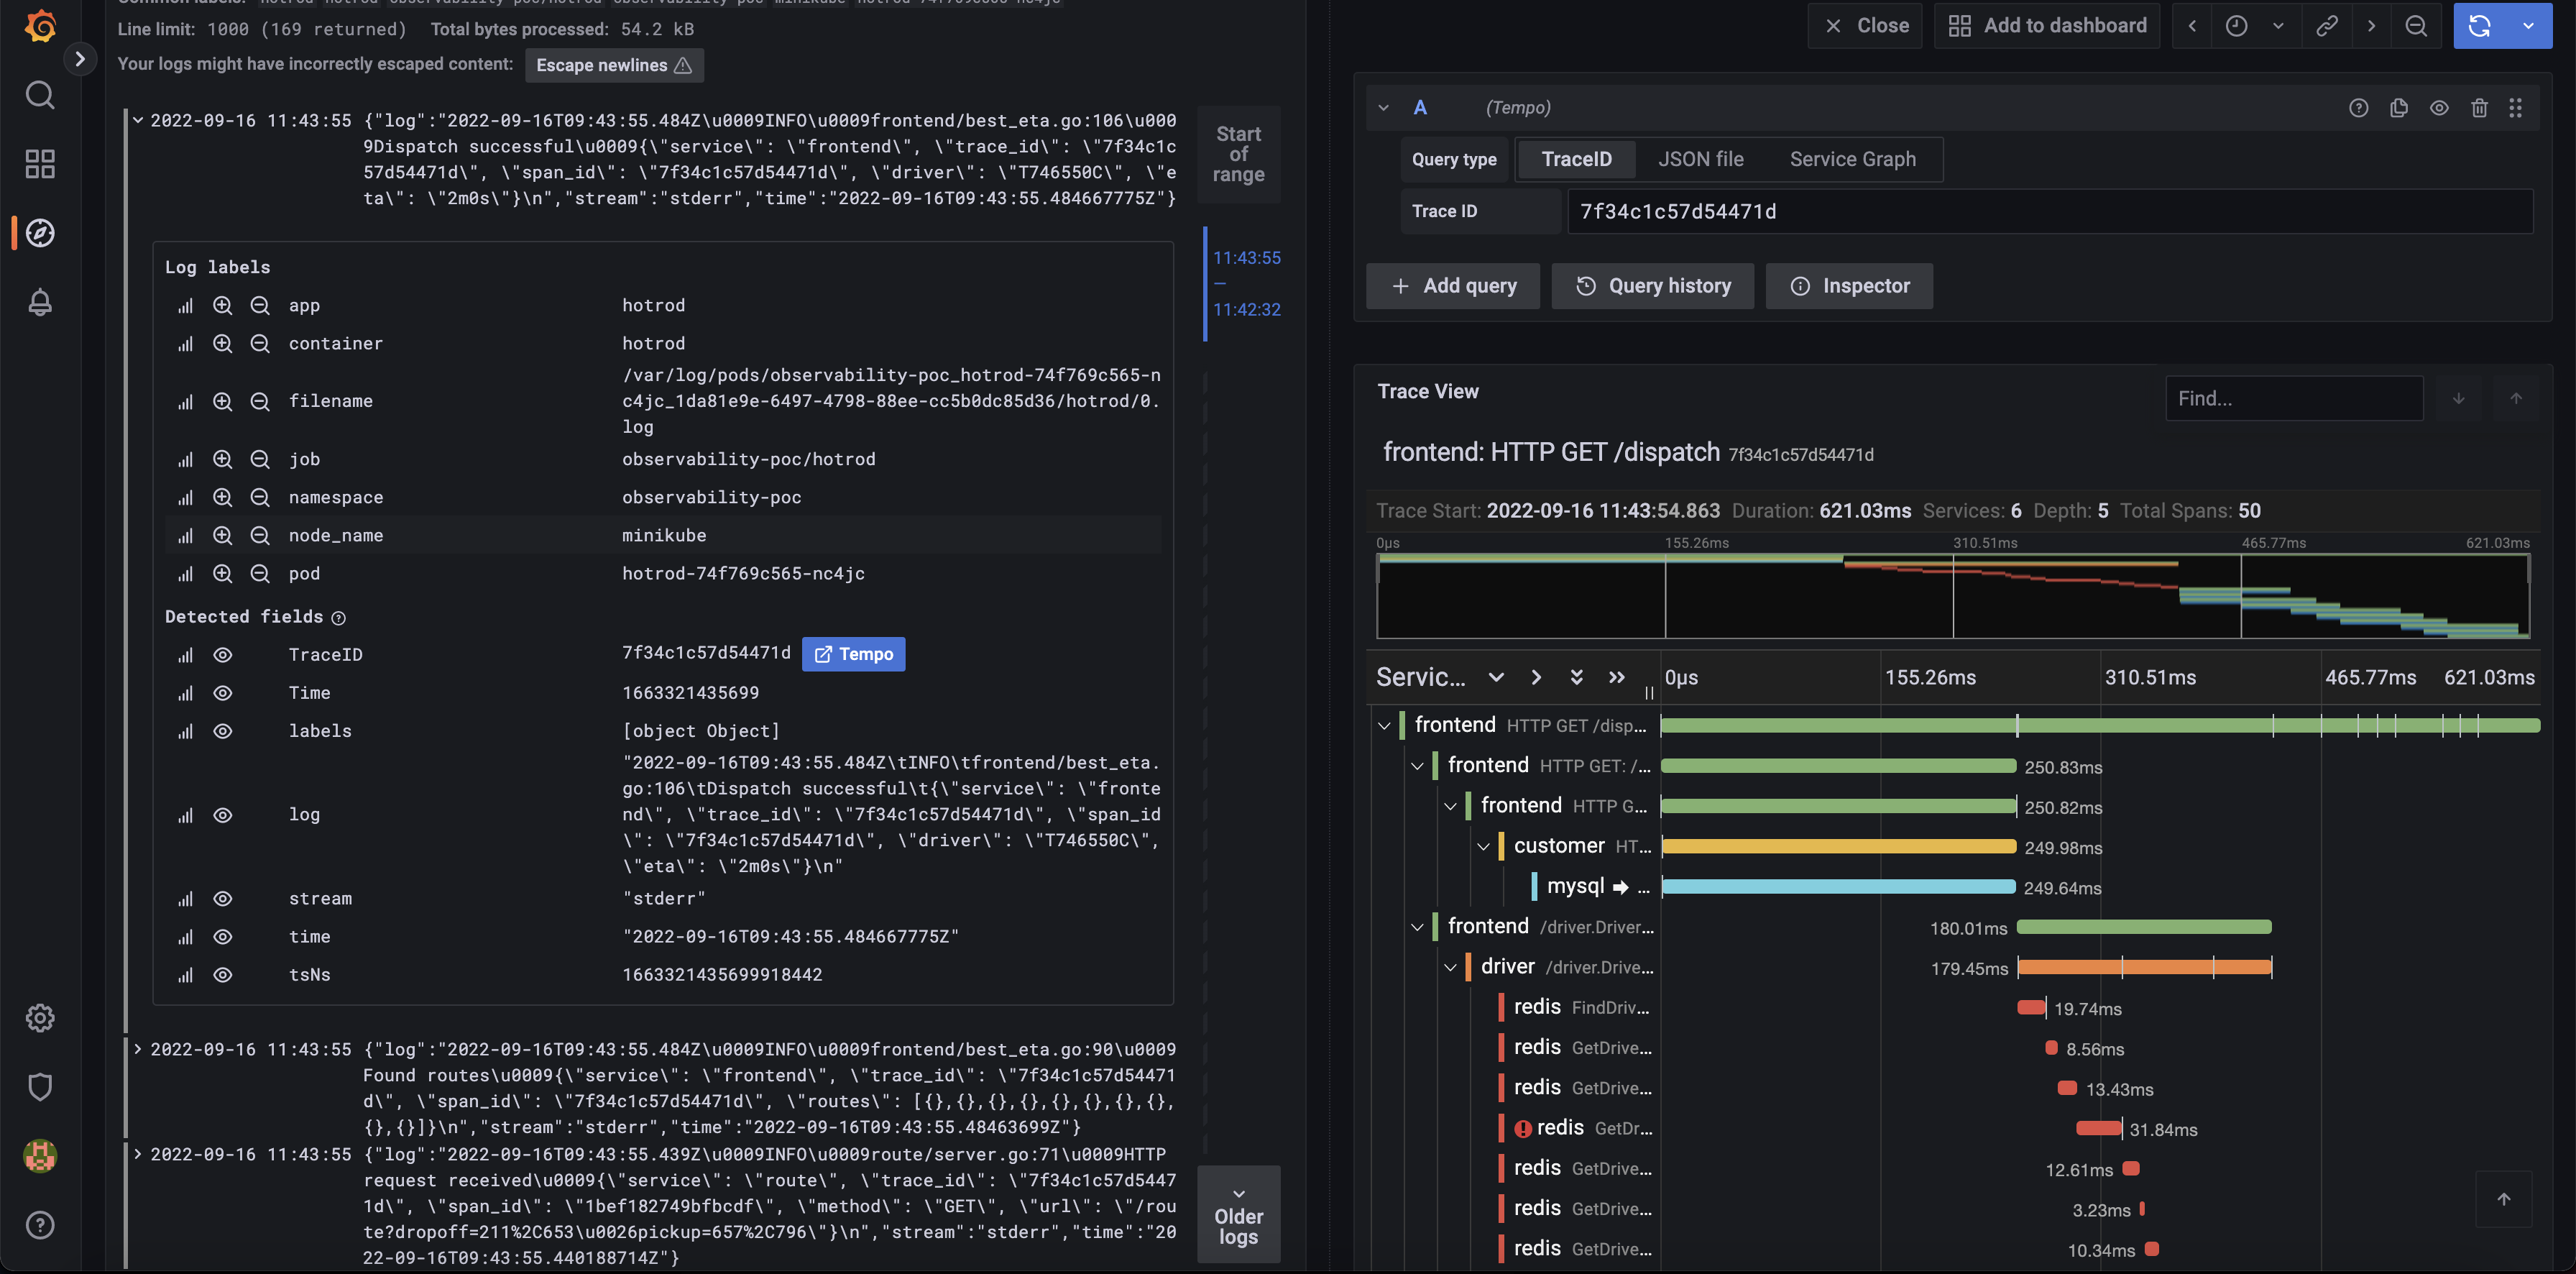 Line limit: 1000 (169 returned) Total bytes processed: 54.2 kB
Your logs might have incorrectly escaped content: Escape newlines
2022-09-16 11:43:55 {"log":"2022-09-16T09:43:55.484Z\u0009INFO\u0009frontend/best_eta.go:106\u000
9Dispatch successful\u0009{\"service\": \"frontend\", \"trace_id\": \"7f34c1c
57d54471d\", \"span_id\": \"7f34c1c57d54471d\", \"driver\": \"T746550C\", \"e
ta\": \"2m0s\"}\n","stream":"stderr","time":"2022-09-16T09:43:55.484667775Z"}
Log labels
app hotrod
container hotrod
/var/log/pods/observability-poc_hotrod-74f769c565-n
filename c4jc_1da81e9e-6497-4798-88ee-cc5b0dc85d36/hotrod/0.
log
job observability-poc/hotrod
namespace observability-poc
node_name minikube
pod hotrod-74f769c565-nc4jc
Detected fields
TraceID 7f34c1c57d54471d Tempo
Time 1663321435699
labels [object Object]
"2022-09-16T09:43:55.484Z\tINFO\tfrontend/best_eta.
go:106\tDispatch successful\t{\"service\": \"fronte
log nd\", \"trace_id\": \"7f34c1c57d54471d\", \"span_id
\": \"7f34c1c57d54471d\", \"driver\": \"T746550C\",
\"eta\": \"2m0s\"}\n"
stream "stderr"
time "2022-09-16T09:43:55.484667775Z"
tsNs 1663321435699918442
2022-09-16 11:43:55 {"log":"2022-09-16T09:43:55.484Z\u0009INFO\u0009frontend/best_eta.go:90\u0009
Found routes\u0009{\"service\": \"frontend\", \"trace_id\": \"7f34c1c57d54471
d\", \"span_id\": \"7f34c1c57d54471d\", \"routes\": [{},{},{},{},{},{},{},{},
{},{}]}\n","stream":"stderr","time":"2022-09-16T09:43:55.48463699Z"}
2022-09-16 11:43:55 {"log":"2022-09-16T09:43:55.439Z\u0009INFO\u0009route/server.go:71\u0009HTTP
request received\u0009{\"service\": \"route\", \"trace_id\": \"7f34c1c57d5447
1d\", \"span_id\": \"1bef182749bfbcdf\", \"method\": \"GET\", \"url\": \"/rou
te?dropoff=211%2C653\u0026pickup=657%2C796\"}\n","stream":"stderr","time":"20
22-09-16T09:43:55.440188714Z"}
Start
of
range
11:43:55
—
11:42:32
Older
logs
Close Add to dashboard
A (Tempo)
Query type TraceID JSON file Service Graph
Trace ID 7f34c1c57d54471d
Add query Query history Inspector
Trace View Find...
frontend: HTTP GET /dispatch 7f34c1c57d54471d
Trace Start: 2022-09-16 11:43:54.863 Duration: 621.03ms Services: 6 Depth: 5 Total Spans: 50
0μs 155.26ms 310.51ms 465.77ms 621.03ms
Servic... 0μs 155.26ms 310.51ms 465.77ms 621.03ms
frontend HTTP GET /disp...
frontend HTTP GET: /... 250.83ms
frontend HTTP G... 250.82ms
customer HT... 249.98ms
mysql ... 249.64ms
frontend /driver.Driver... 180.01ms
driver /driver.Drive... 179.45ms
redis FindDriv... 19.74ms
redis GetDrive... 8.56ms
redis GetDrive... 13.43ms
redis GetDr... 31.84ms
redis GetDrive... 12.61ms
redis GetDrive... 3.23ms
redis GetDrive... 10.34ms